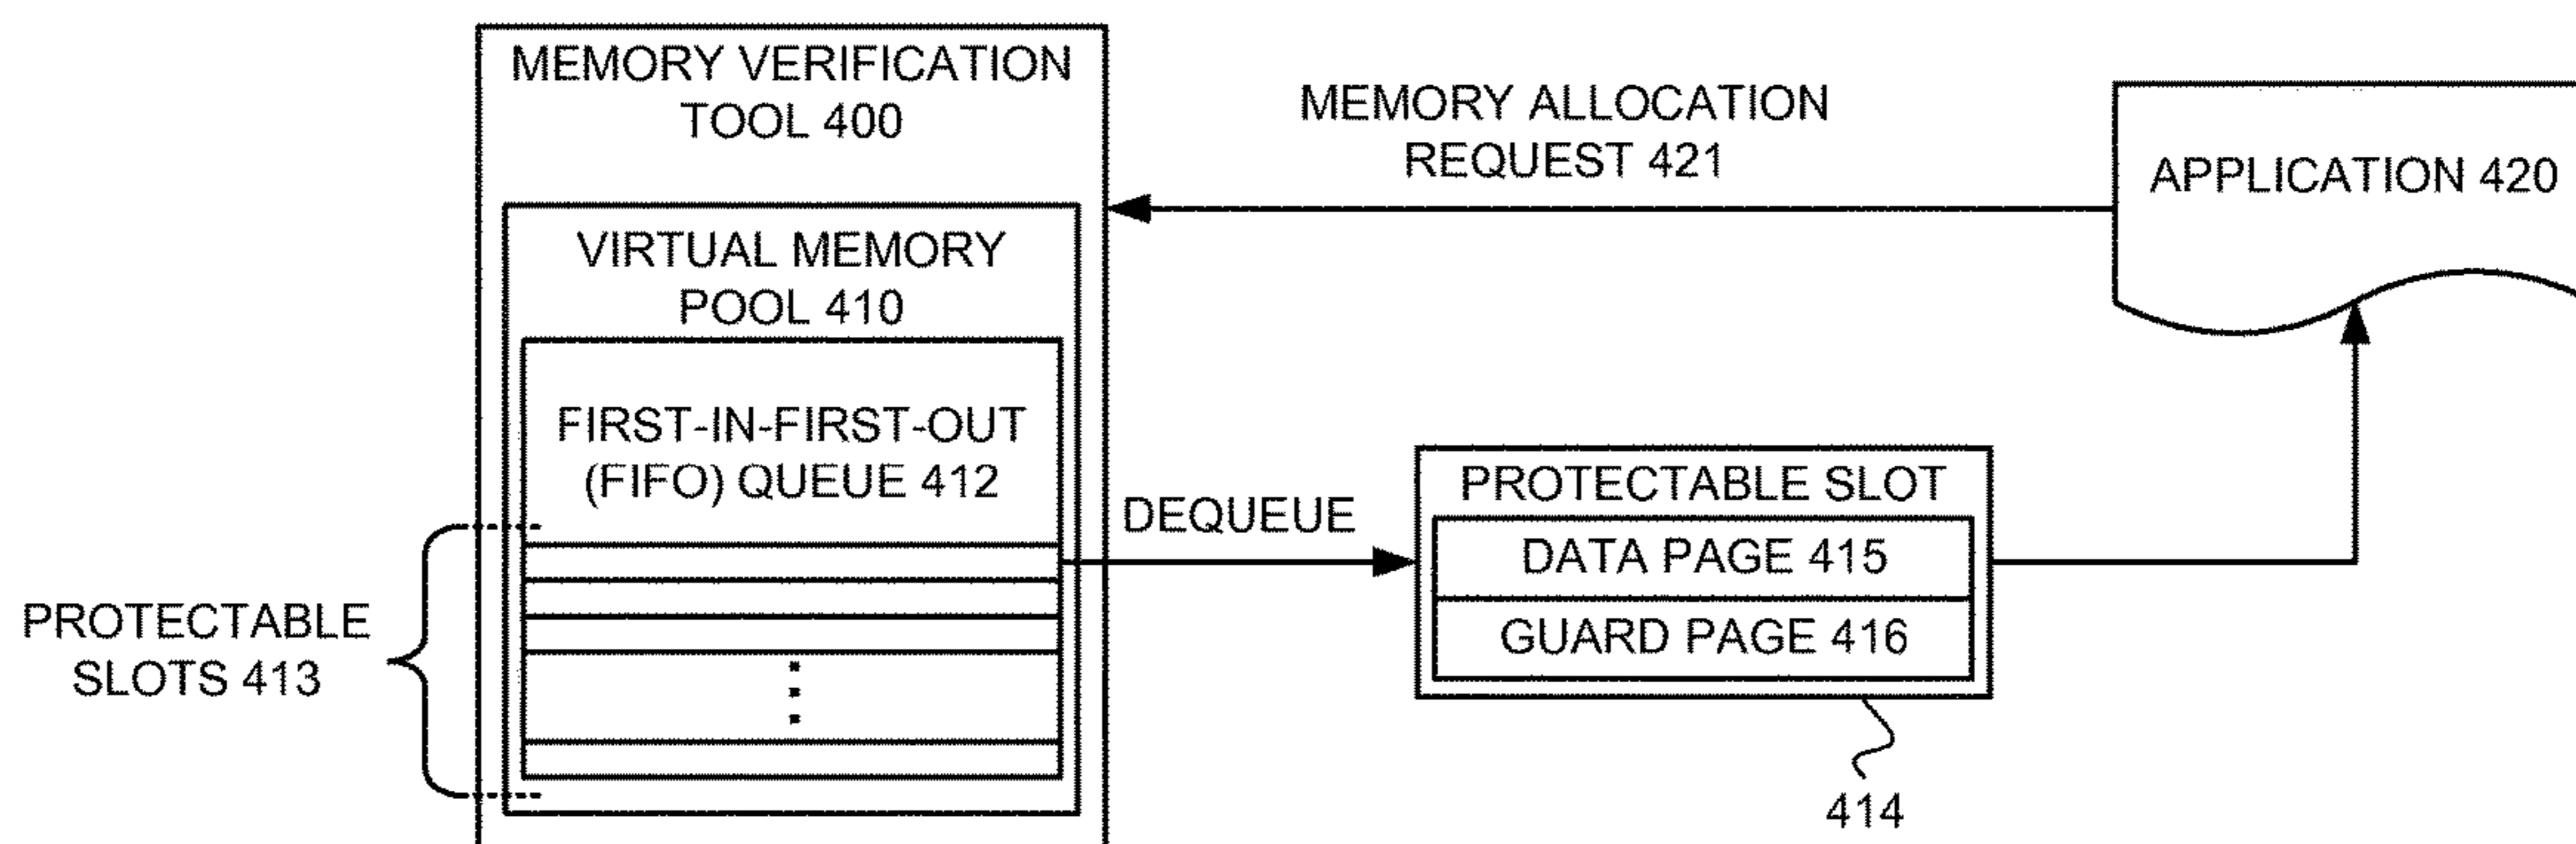 MEMORY VERIFICATION
TOOL 400
VIRTUAL MEMORY
POOL 410
FIRST-IN-FIRST-OUT
(FIFO) QUEUE 412
PROTECTABLE
SLOTS 413
MEMORY ALLOCATION
REQUEST 421
APPLICATION 420
DEQUEUE
PROTECTABLE SLOT
DATA PAGE 415
GUARD PAGE 416
414